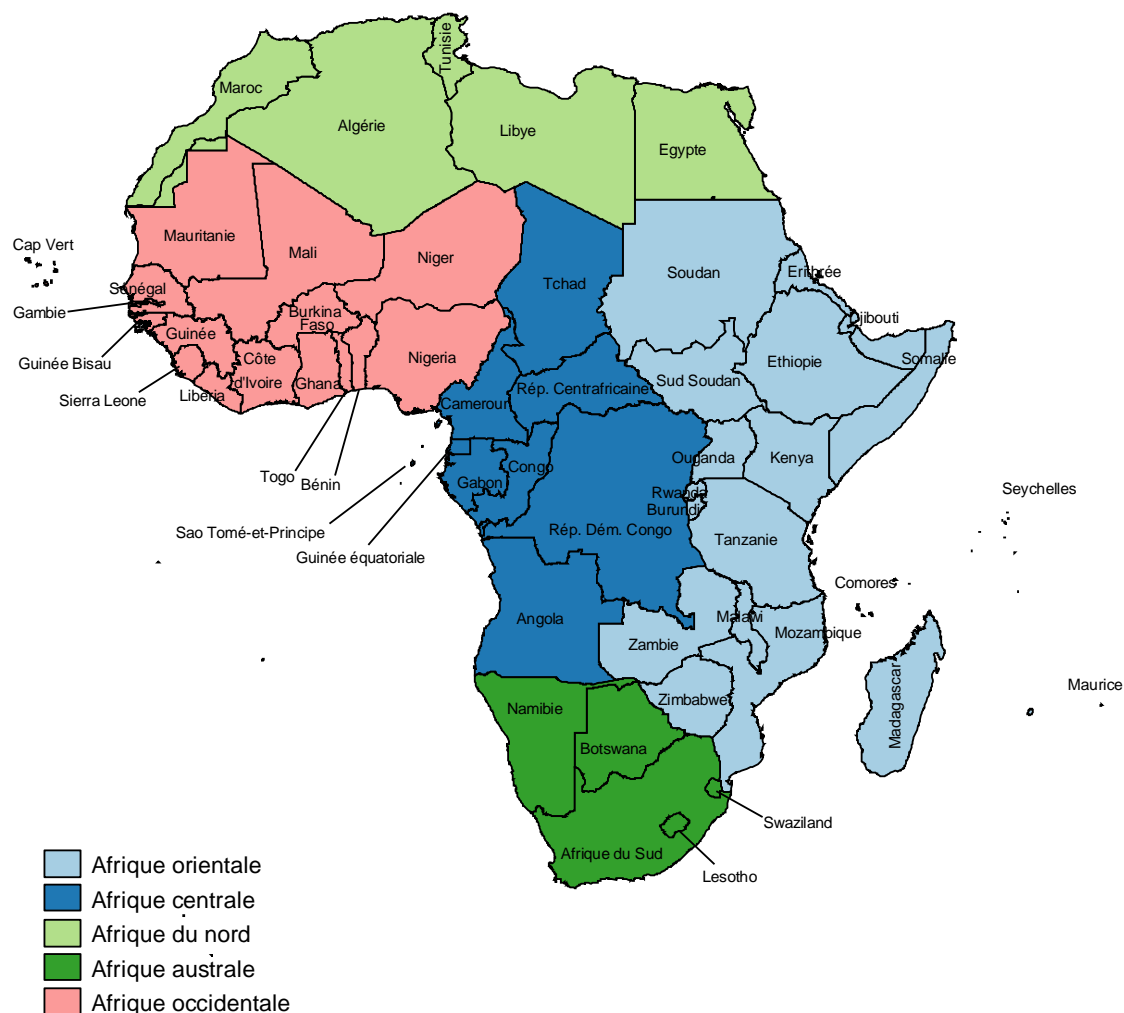 Tunisie
Maroc
Algérie
Libye
Egypte
Mauritanie
Mali
Niger
Cap Vert
Soudan
Erithrée
Tchad
Sénégal
Gambie
Djibouti
Burkina
Faso
Guinée
Guinée Bisau
Côte
d'Ivoire
Nigeria
Ethiopie
Somalie
Sud Soudan
Rép. Centrafricaine
Ghana
Liberia
Sierra Leone
Cameroun
Togo
Bénin
Congo
Gabon
Ouganda
Kenya
Rwanda
Burundi
Seychelles
Sao Tomé-et-Principe
Guinée équatoriale
Rép. Dém. Congo
Tanzanie
Comores
Angola
Malawi
Mozambique
Zambie
Madagascar
Maurice
Namibie
Zimbabwe
Botswana
Swaziland
Afrique du Sud
Lesotho
Afrique orientale
Afrique centrale
Afrique du nord
Afrique australe
Afrique occidentale